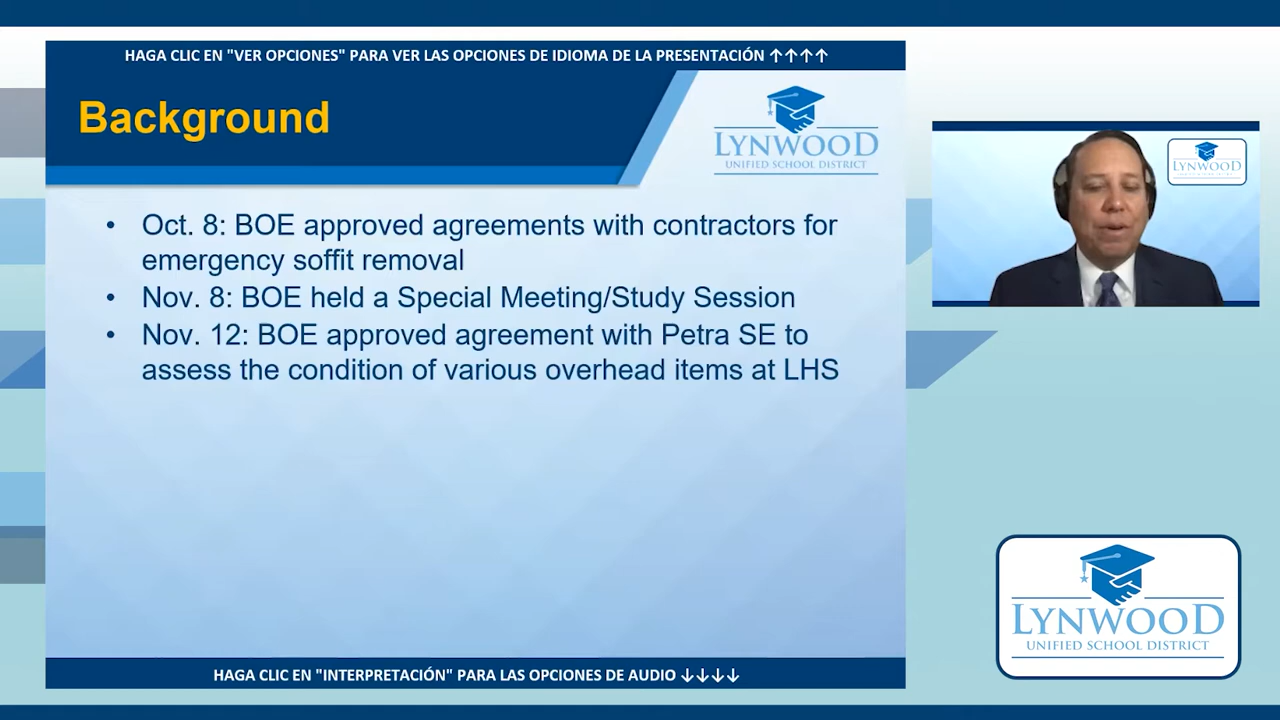 HAGA CLIC EN "VER OPCIONES" PARA VER LAS OPCIONES DE IDIOMA DE LA PRESENTACIÓN ↑↑↑↑
Background
LYNWOOD
UNIFIED SCHOOL DISTRICT
• Oct. 8: BOE approved agreements with contractors for
emergency soffit removal
• Nov. 8: BOE held a Special Meeting/Study Session
• Nov. 12: BOE approved agreement with Petra SE to
assess the condition of various overhead items at LHS
HAGA CLIC EN "INTERPRETACIÓN" PARA LAS OPCIONES DE AUDIO ↓↓↓↓
LYNWOOD
LYNWOOD
UNIFIED SCHOOL DISTRICT